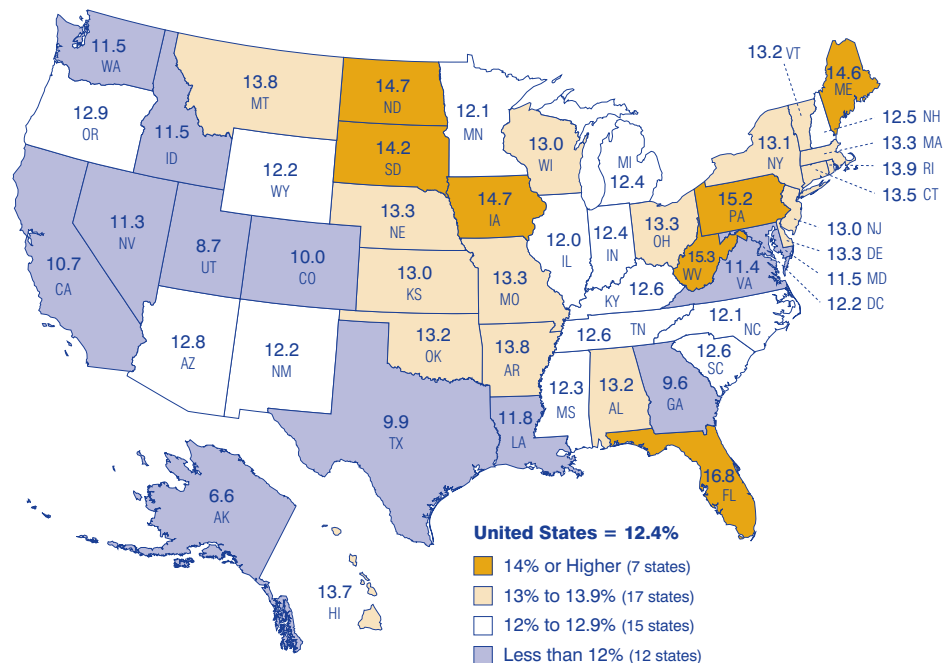 11.5
WA
13.8
MT
14.7
ND
12.1
MN
13.2 VT
14.6
ME
12.9
OR
11.5
ID
12.2
WY
14.2
SD
13.0
WI
MI
12.4
13.1
NY
12.5 NH
13.3 MA
13.9 RI
13.5 CT
11.3
NV
8.7
UT
10.0
CO
13.3
NE
14.7
IA
12.0
IL
12.4
IN
13.3
OH
15.2
PA
13.0 NJ
13.3 DE
11.5 MD
12.2 DC
10.7
CA
13.0
KS
13.3
MO
KY 12.6
15.3
WV
11.4
VA
12.8
AZ
12.2
NM
13.2
OK
13.8
AR
12.6 TN
12.1
NC
12.6
SC
9.9
TX
11.8
LA
12.3
MS
13.2
AL
9.6
GA
16.8
FL
6.6
AK
13.7
HI
United States = 12.4%
14% or Higher (7 states)
13% to 13.9% (17 states)
12% to 12.9% (15 states)
Less than 12% (12 states)